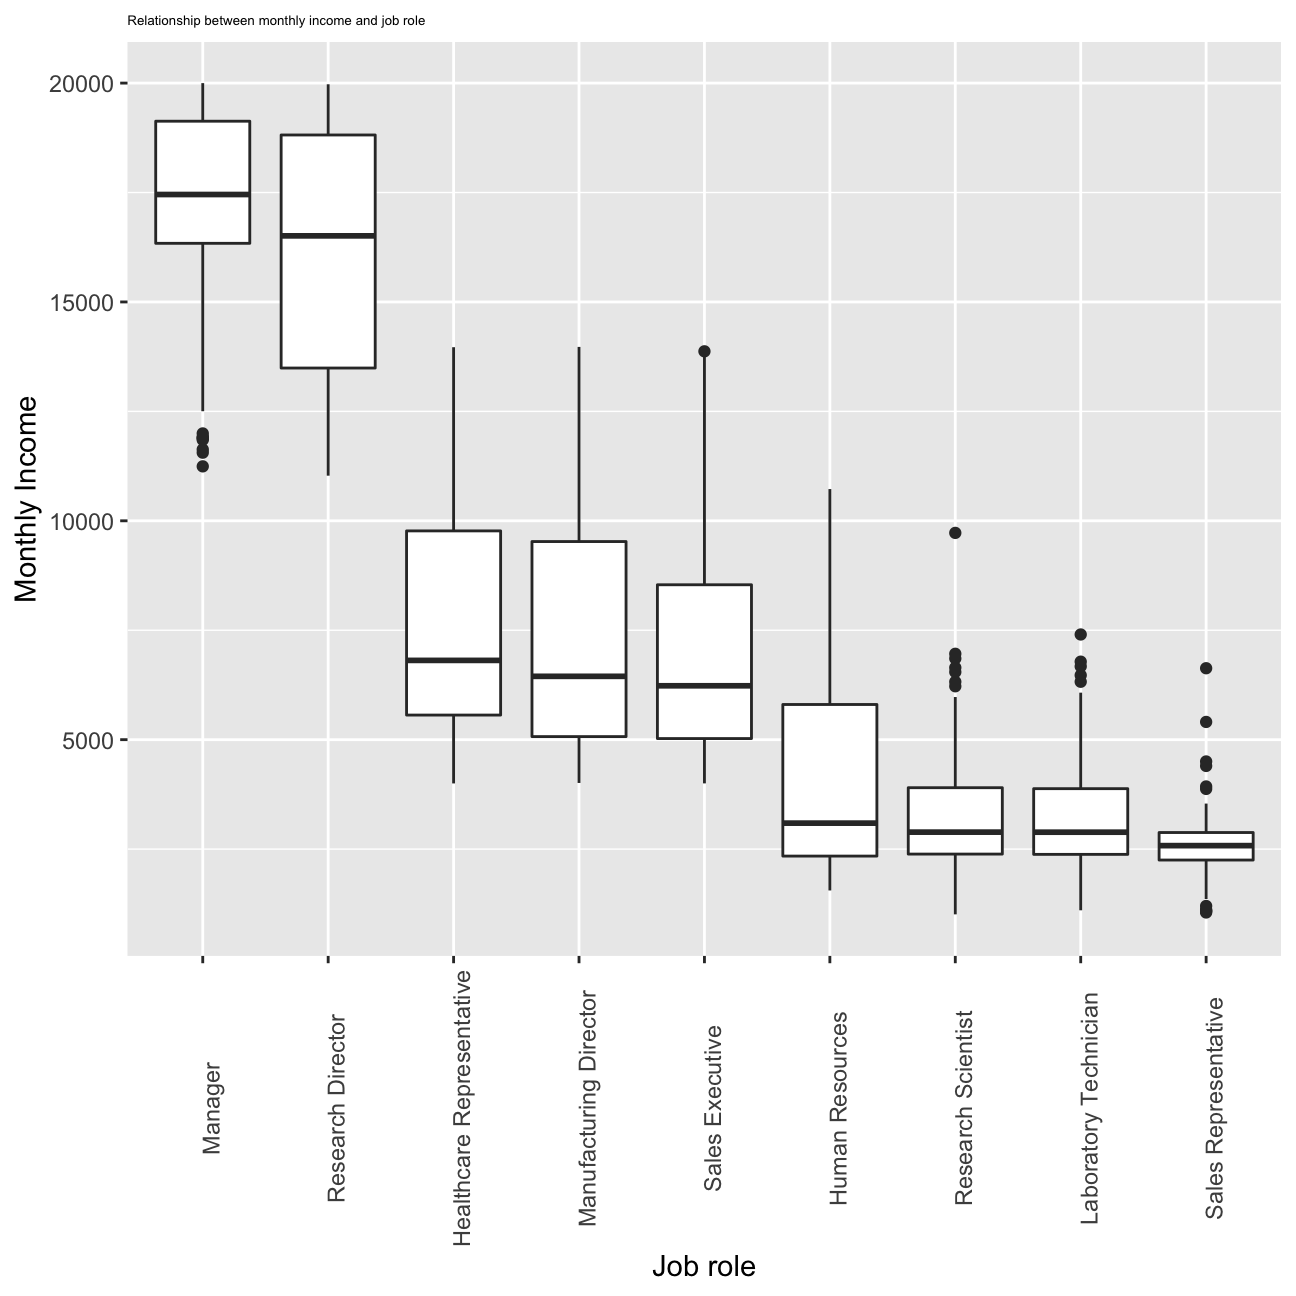 Relationship between monthly income and job role
20000
15000
10000
5000
Monthly Income
Manager
Research Director
Healthcare Representative
Manufacturing Director
Sales Executive
Human Resources
Research Scientist
Laboratory Technician
Sales Representative
Job role